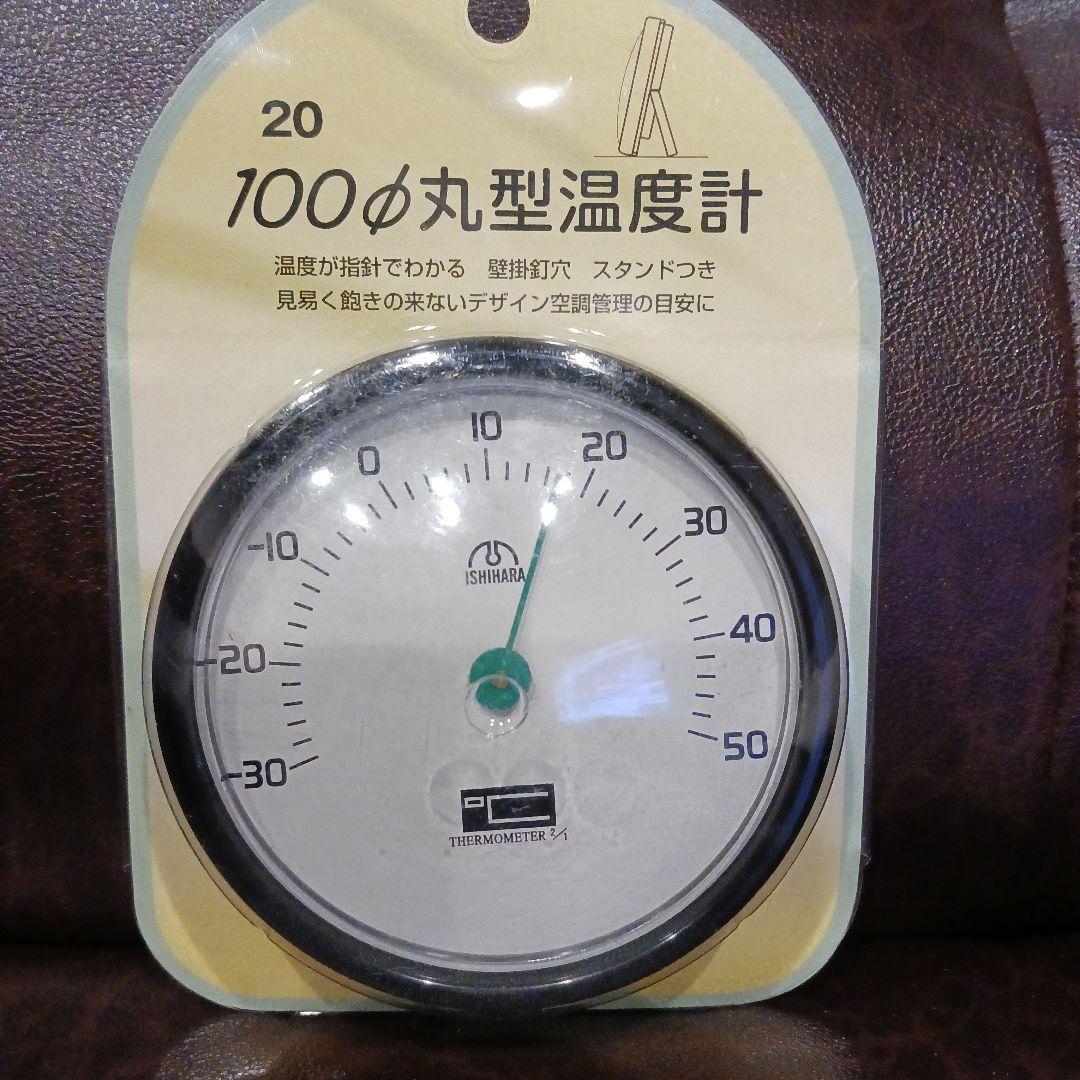 20
100φ丸型温度計
温度が指針でわかる 壁掛釘穴 スタンドつき
見易く飽きの来ないデザイン空調管理の目安に
-30
-20
-10
0
10
20
30
40
50
ISHIHARA
°C
THERMOMETER 2/1